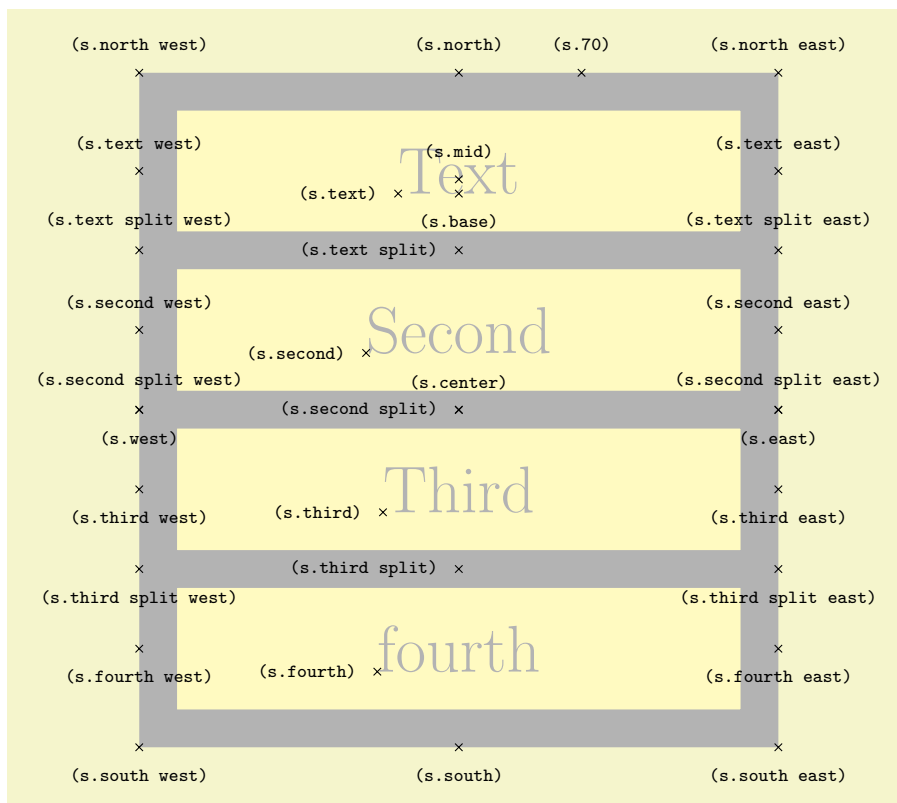 (s.north west) (s.north) (s.70) (s.north east)
(s.text west) (s.mid) (s.text east)
Text
(s.text)
(s.text split west) (s.base) (s.text split east)
(s.text split)
(s.second west) (s.second east)
Second
(s.second)
(s.second split west) (s.center) (s.second split east)
(s.second split)
(s.west) (s.east)
Third
(s.third)
(s.third west) (s.third east)
(s.third split)
(s.third split west) (s.third split east)
fourth
(s.fourth)
(s.fourth west) (s.fourth east)
(s.south west) (s.south) (s.south east)